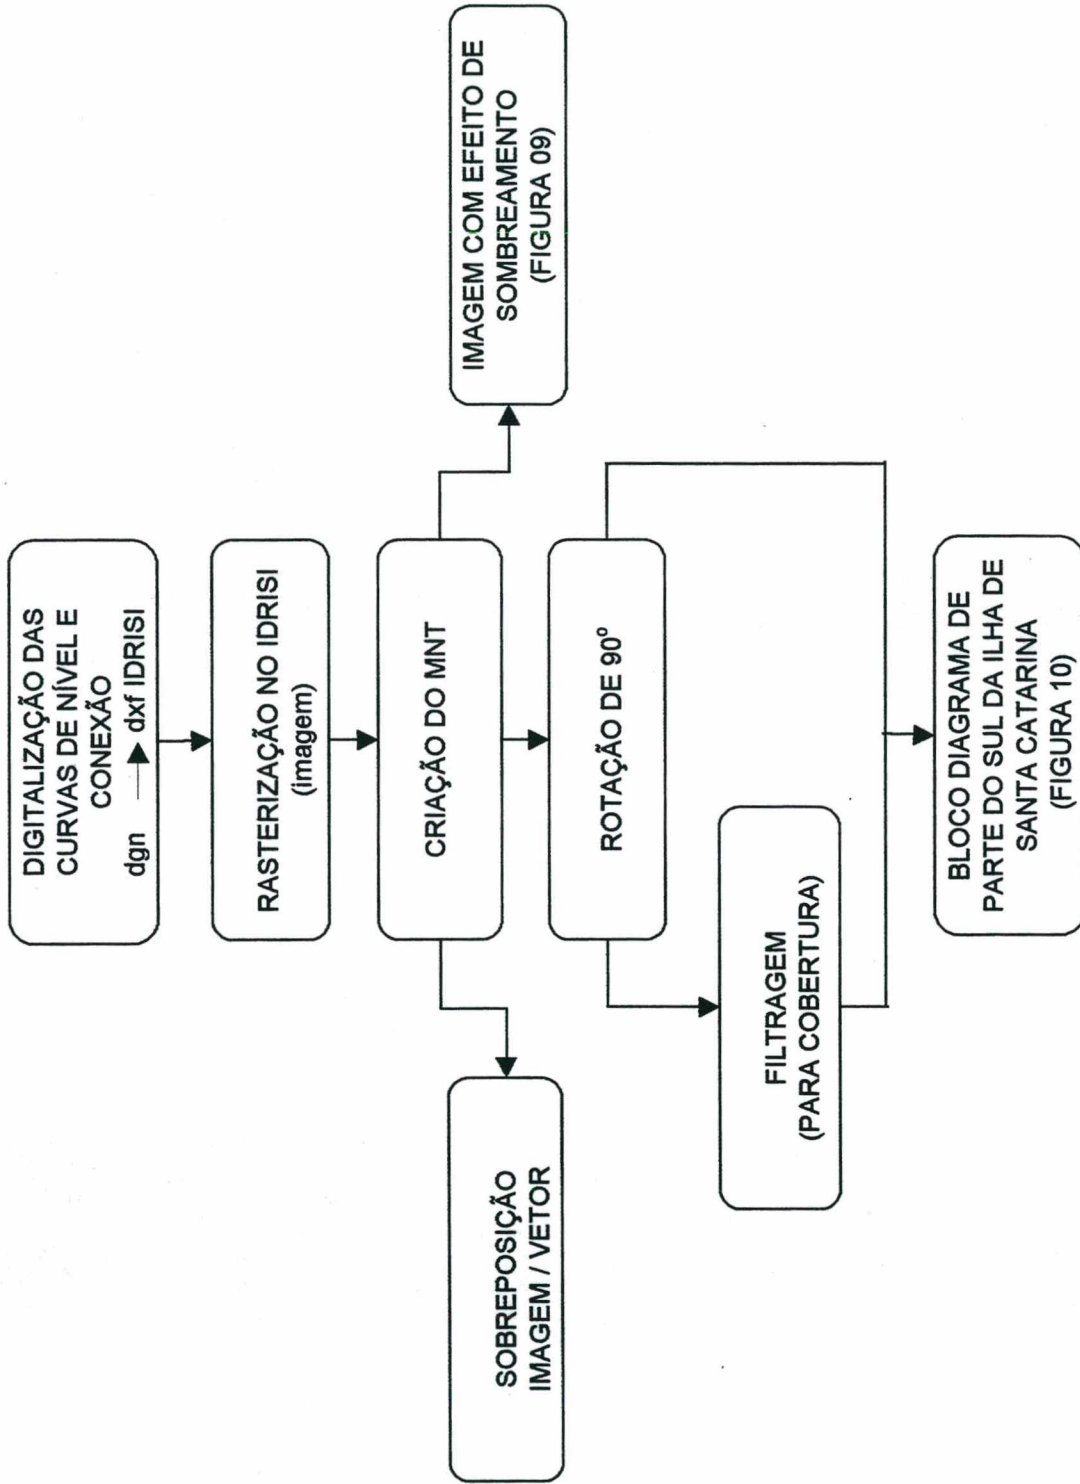 DIGITALIZAÇÃO DAS
CURVAS DE NÍVEL E
CONEXÃO
dgn dxf IDRISI
RASTERIZAÇÃO NO IDRISI
(imagem)
CRIAÇÃO DO MNT
SOBREPOSIÇÃO
IMAGEM / VETOR
IMAGEM COM EFEITO DE
SOMBREAMENTO
(FIGURA 09)
ROTAÇÃO DE 90º
FILTRAGEM
(PARA COBERTURA)
BLOCO DIAGRAMA DE
PARTE DO SUL DA ILHA DE
SANTA CATARINA
(FIGURA 10)